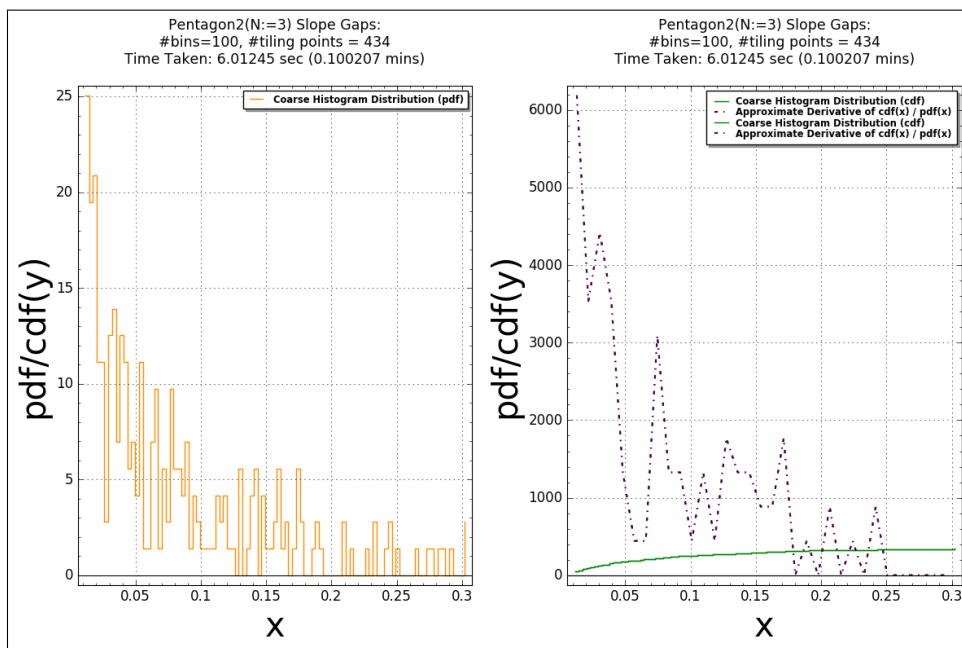 Pentagon2(N:=3) Slope Gaps:
#bins=100, #tiling points = 434
Time Taken: 6.01245 sec (0.100207 mins)
Coarse Histogram Distribution (pdf)
pdf/cdf(y)
25
20
15
10
5
0
0.05
0.1
0.15
0.2
0.25
0.3
x
Pentagon2(N:=3) Slope Gaps:
#bins=100, #tiling points = 434
Time Taken: 6.01245 sec (0.100207 mins)
Coarse Histogram Distribution (cdf)
Approximate Derivative of cdf(x) / pdf(x)
Coarse Histogram Distribution (cdf)
Approximate Derivative of cdf(x) / pdf(x)
pdf/cdf(y)
6000
5000
4000
3000
2000
1000
0
0.05
0.1
0.15
0.2
0.25
0.3
x